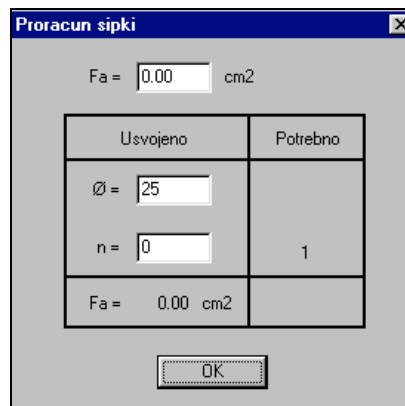 Proracun sipki
Fa = 0.00 cm2
Usvojeno Potrebno
Ø = 25
n = 0 1
Fa = 0.00 cm2
OK